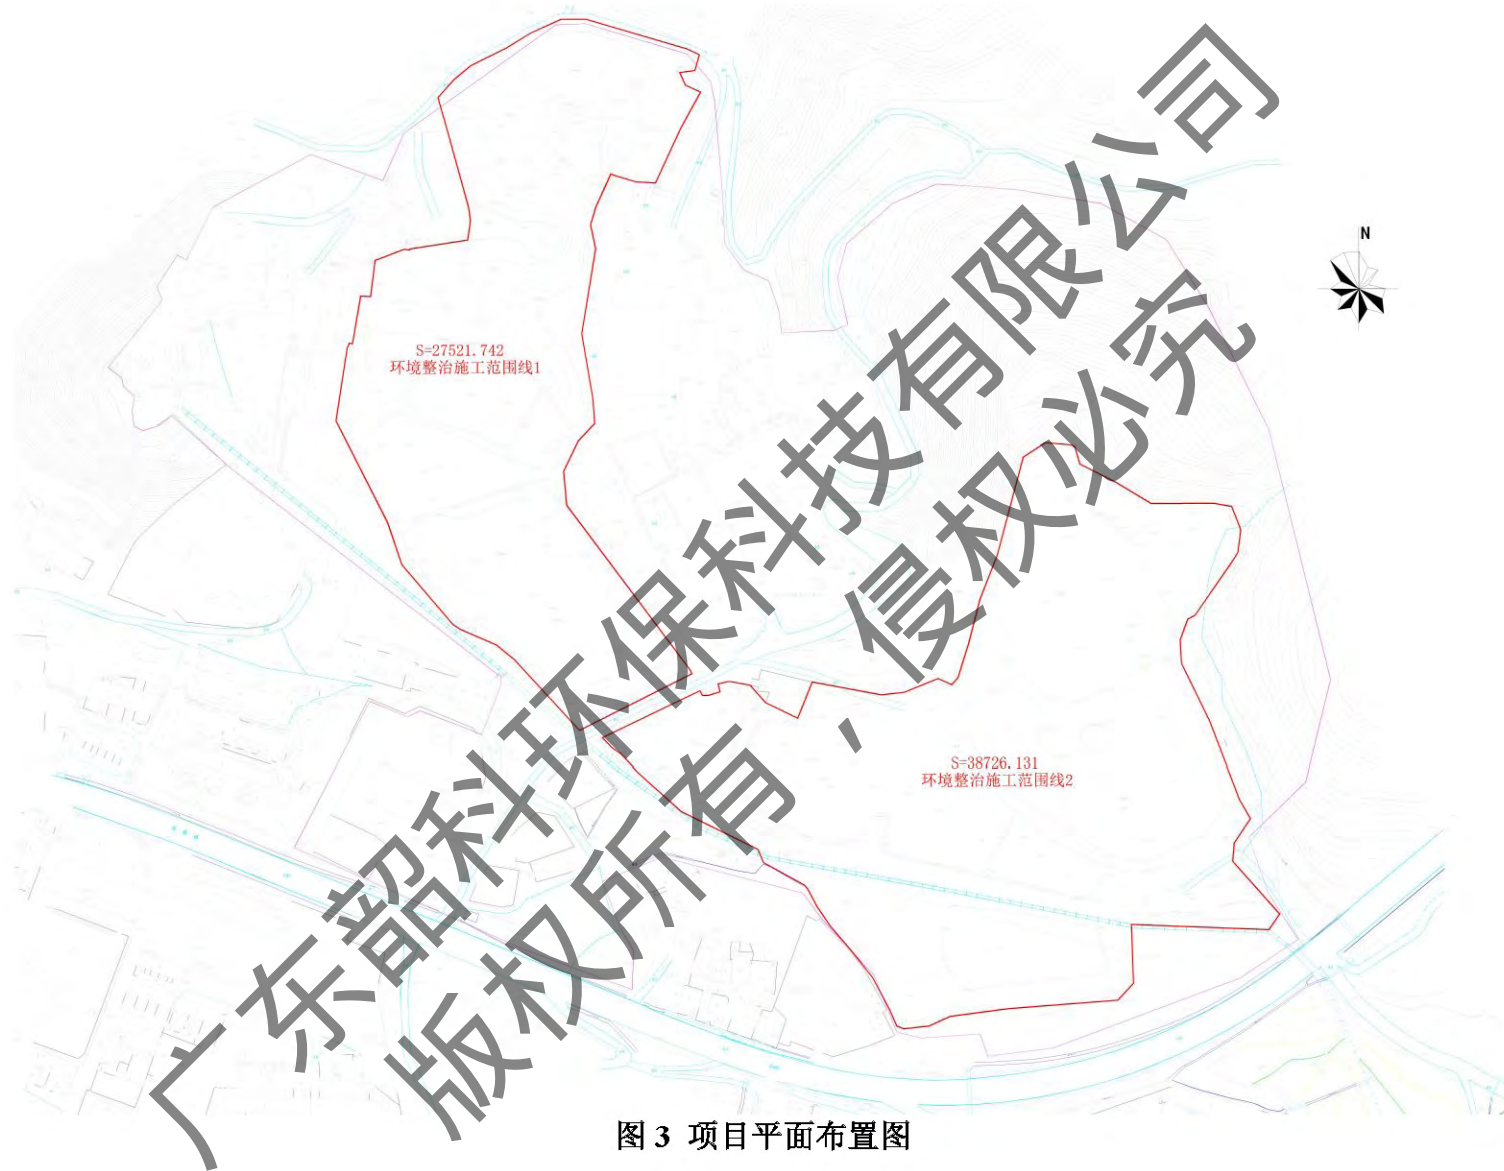 N
S=27521.742
环境整治施工范围线1
S=38726.131
环境整治施工范围线2
广东韶科环保科技有限公司
版权所有，侵权必究
图 3 项目平面布置图